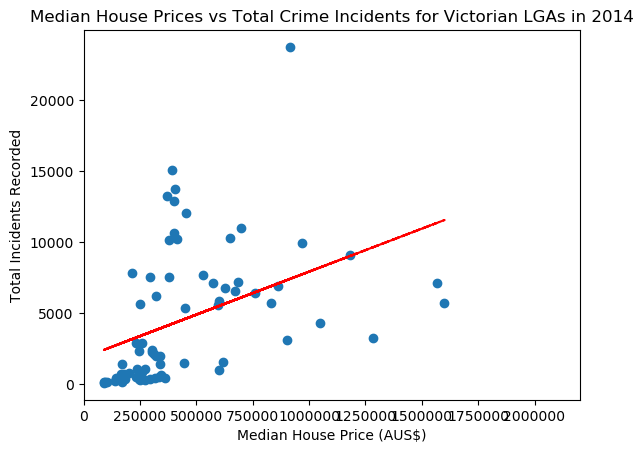 Median House Prices vs Total Crime Incidents for Victorian LGAs in 2014
Total Incidents Recorded
20000
15000
10000
5000
0
0 250000 500000 750000 1000000 1250000 1500000 1750000 2000000
Median House Price (AUS$)